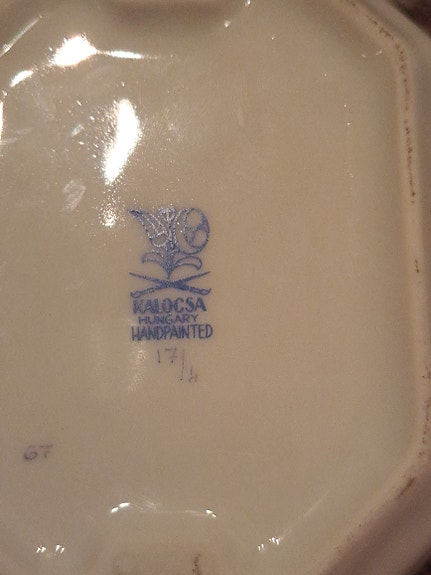 KALOCSA
HUNGARY
HANDPAINTED
17/4
67